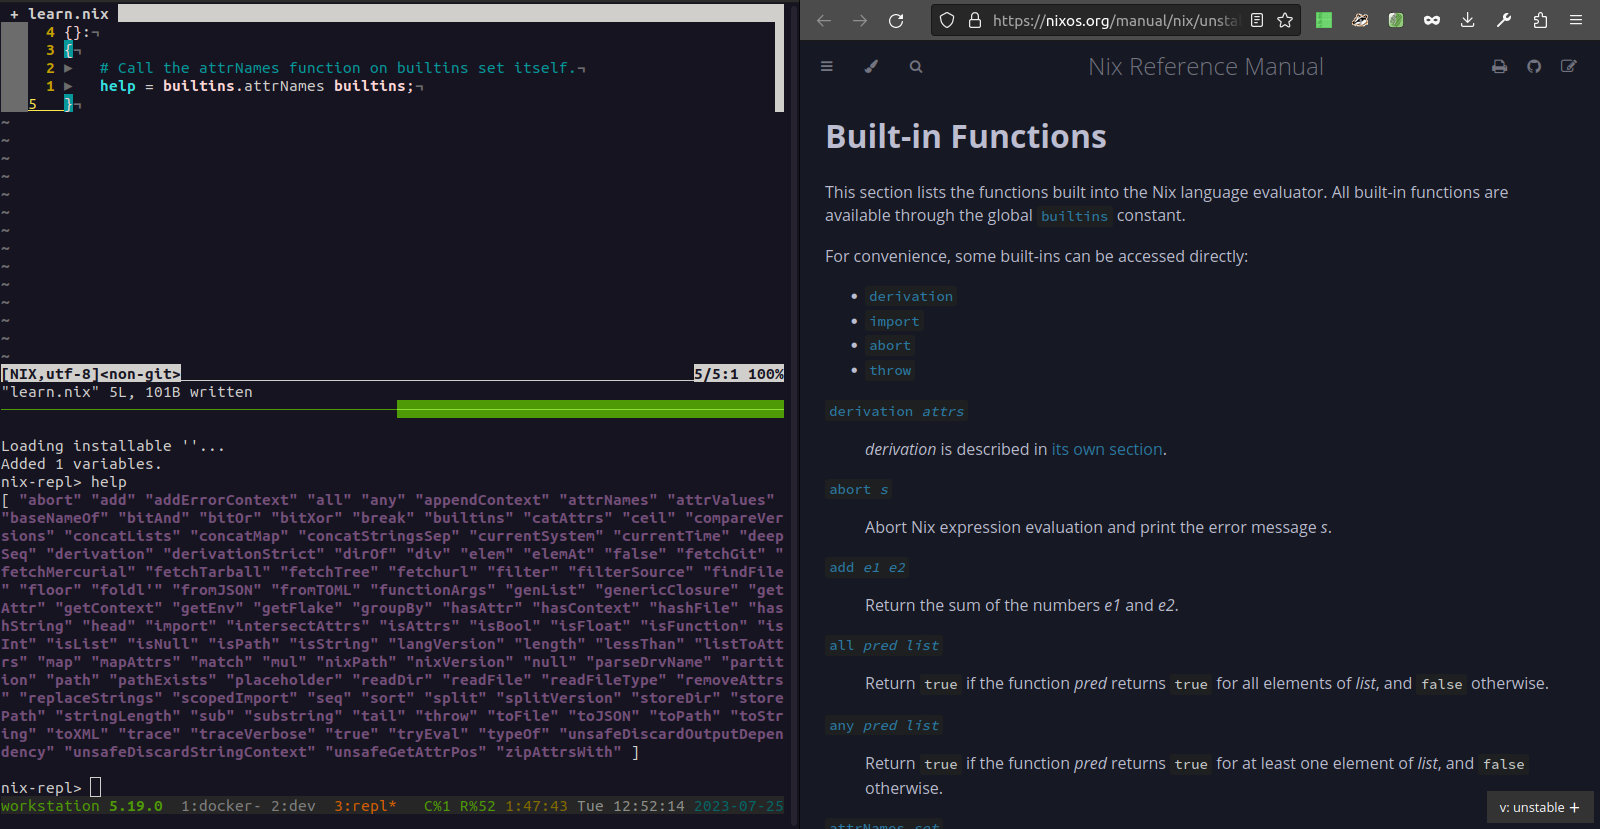 + learn.nix
4 {}:¬
3 {¬
2 ▶ # Call the attrNames function on builtins set itself.¬
1 ▶ help = builtins.attrNames builtins;¬
5 }¬
~
~
~
~
~
~
~
~
~
~
~
~
~
~
[NIX,utf-8]<non-git> 5/5:1 100%
"learn.nix" 5L, 101B written
Loading installable ''...
Added 1 variables.
nix-repl> help
[ "abort" "add" "addErrorContext" "all" "any" "appendContext" "attrNames" "attrValues"
"baseNameOf" "bitAnd" "bitOr" "bitXor" "break" "builtins" "catAttrs" "ceil" "compareVer
sions" "concatLists" "concatMap" "concatStringsSep" "currentSystem" "currentTime" "deep
Seq" "derivation" "derivationStrict" "dirOf" "div" "elem" "elemAt" "false" "fetchGit" "
fetchMercurial" "fetchTarball" "fetchTree" "fetchurl" "filter" "filterSource" "findFile
" "floor" "foldl'" "fromJSON" "fromTOML" "functionArgs" "genList" "genericClosure" "get
Attr" "getContext" "getEnv" "getFlake" "groupBy" "hasAttr" "hasContext" "hashFile" "has
hString" "head" "import" "intersectAttrs" "isAttrs" "isBool" "isFloat" "isFunction" "is
Int" "isList" "isNull" "isPath" "isString" "langVersion" "length" "lessThan" "listToAtt
rs" "map" "mapAttrs" "match" "mul" "nixPath" "nixVersion" "null" "parseDrvName" "partit
ion" "path" "pathExists" "placeholder" "readDir" "readFile" "readFileType" "removeAttrs
" "replaceStrings" "scopedImport" "seq" "sort" "split" "splitVersion" "storeDir" "store
Path" "stringLength" "sub" "substring" "tail" "throw" "toFile" "toJSON" "toPath" "toStr
ing" "toXML" "trace" "traceVerbose" "true" "tryEval" "typeOf" "unsafeDiscardOutputDepen
dency" "unsafeDiscardStringContext" "unsafeGetAttrPos" "zipAttrsWith" ]
nix-repl>
workstation 5.19.0 1:docker- 2:dev 3:repl* C%1 R%52 1:47:43 Tue 12:52:14 2023-07-25
https://nixos.org/manual/nix/unsta
Nix Reference Manual
Built-in Functions
This section lists the functions built into the Nix language evaluator. All built-in functions are
available through the global builtins constant.
For convenience, some built-ins can be accessed directly:
• derivation
• import
• abort
• throw
derivation attrs
derivation is described in its own section.
abort s
Abort Nix expression evaluation and print the error message s.
add e1 e2
Return the sum of the numbers e1 and e2.
all pred list
Return true if the function pred returns true for all elements of list, and false otherwise.
any pred list
Return true if the function pred returns true for at least one element of list, and false
otherwise.
attrNames set
v: unstable +